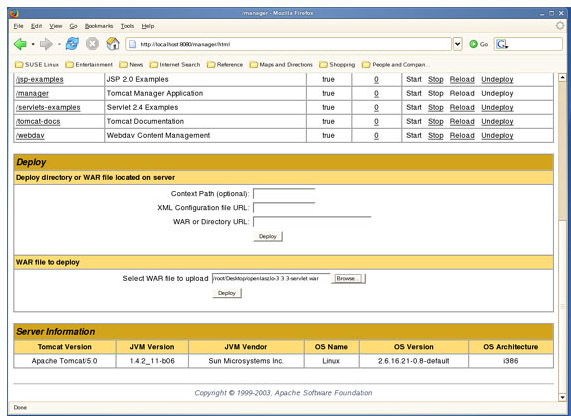 /manager - Mozilla Firefox
File Edit View Go Bookmarks Tools Help
http://localhost:8080/manager/html Go
SUSE Linux Entertainment News Internet Search Reference Maps and Directions Shopping People and Compan...
/jsp-examples JSP 2.0 Examples true 0 Start Stop Reload Undeploy
/manager Tomcat Manager Application true 0 Start Stop Reload Undeploy
/servlets-examples Servlet 2.4 Examples true 0 Start Stop Reload Undeploy
/tomcat-docs Tomcat Documentation true 0 Start Stop Reload Undeploy
/webdav Webdav Content Management true 0 Start Stop Reload Undeploy
Deploy
Deploy directory or WAR file located on server
Context Path (optional):
XML Configuration file URL:
WAR or Directory URL:
Deploy
WAR file to deploy
Select WAR file to upload /root/Desktop/openlaszlo-3.3.3-servlet.war Browse...
Deploy
Server Information
Tomcat Version JVM Version JVM Vendor OS Name OS Version OS Architecture
Apache Tomcat/5.0 1.4.2_11-b06 Sun Microsystems Inc. Linux 2.6.16.21-0.8-default i386
Copyright © 1999-2003, Apache Software Foundation
Done